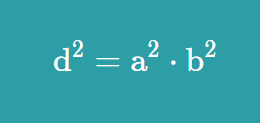 d² = a² · b²